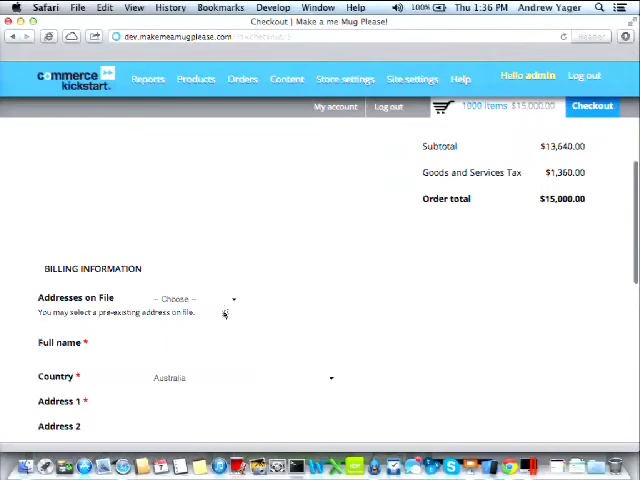 Safari File Edit View History Bookmarks Develop Window Help 100% Thu 1:36 PM Andrew Yager
Checkout | Make a me Mug Please!
dev.makemeamugplease.com
Reader
commerce kickstart.
Reports Products Orders Content Store settings Site settings Help Hello admin Log out
My account Log out 1000 items $15,000.00 Checkout
Subtotal $13,640.00
Goods and Services Tax $1,360.00
Order total $15,000.00
BILLING INFORMATION
Addresses on File -- Choose --
You may select a pre-existing address on file.
Full name *
Country * Australia
Address 1 *
Address 2